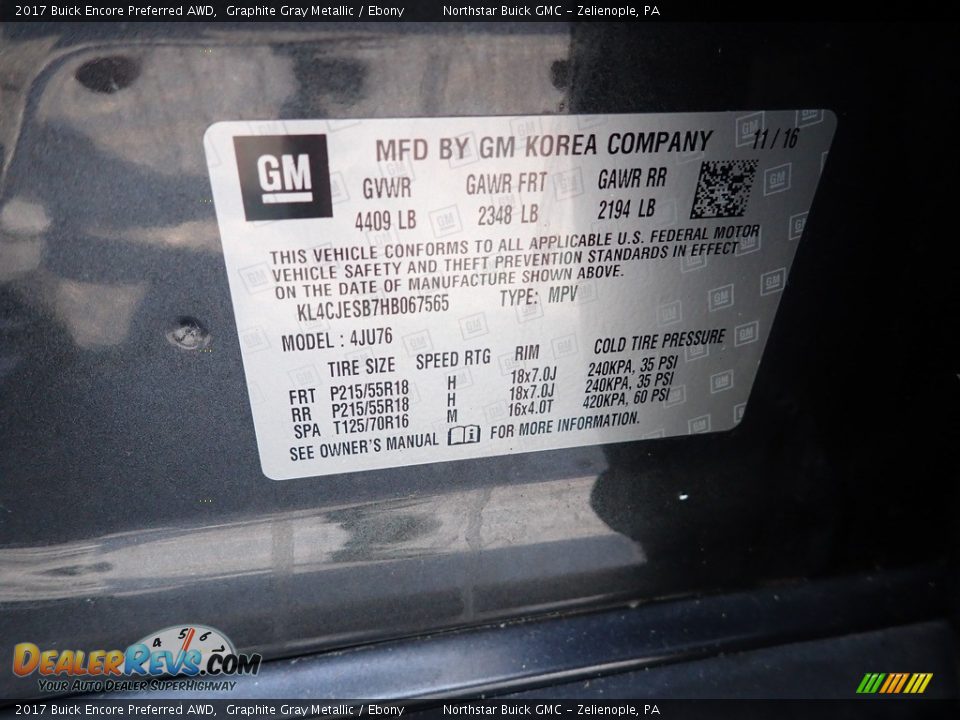 2017 Buick Encore Preferred AWD, Graphite Gray Metallic / Ebony Northstar Buick GMC - Zelienople, PA
GM
MFD BY GM KOREA COMPANY 11 / 16
GVWR GAWR FRT GAWR RR
4409 LB 2348 LB 2194 LB
THIS VEHICLE CONFORMS TO ALL APPLICABLE U.S. FEDERAL MOTOR
VEHICLE SAFETY AND THEFT PREVENTION STANDARDS IN EFFECT
ON THE DATE OF MANUFACTURE SHOWN ABOVE.
KL4CJESB7HB067565 TYPE: MPV
MODEL : 4JU76
TIRE SIZE SPEED RTG RIM COLD TIRE PRESSURE
FRT P215/55R18 H 18x7.0J 240KPA, 35 PSI
RR P215/55R18 H 18x7.0J 240KPA, 35 PSI
SPA T125/70R16 M 16x4.0T 420KPA, 60 PSI
SEE OWNER'S MANUAL FOR MORE INFORMATION.
4 5 6
DEALERREVS.COM
YOUR AUTO DEALER SUPERHIGHWAY
2017 Buick Encore Preferred AWD, Graphite Gray Metallic / Ebony Northstar Buick GMC - Zelienople, PA